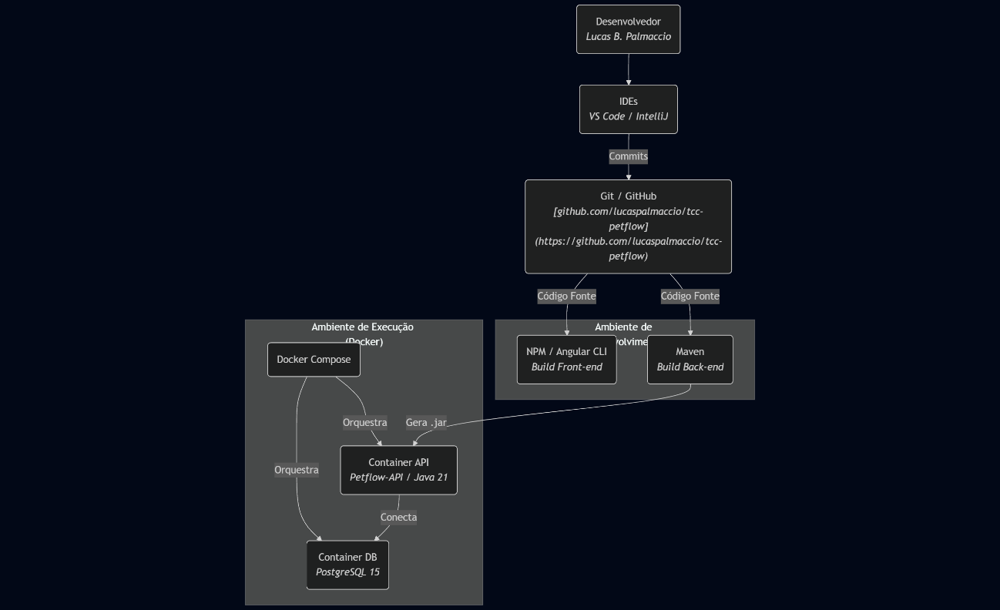 Desenvolvedor
Lucas B. Palmaccio
IDEs
VS Code / IntelliJ
Commits
Git / GitHub
[github.com/lucaspalmaccio/tcc-
petflow]
(https://github.com/lucaspalmaccio/tcc-
petflow)
Código Fonte
Código Fonte
Ambiente de Execução
(Docker)
Docker Compose
Ambiente de
NPM / Angular CLI
Build Front-end
Maven
Build Back-end
Orquestra
Gera .jar
Container API
Petflow-API / Java 21
Orquestra
Conecta
Container DB
PostgreSQL 15